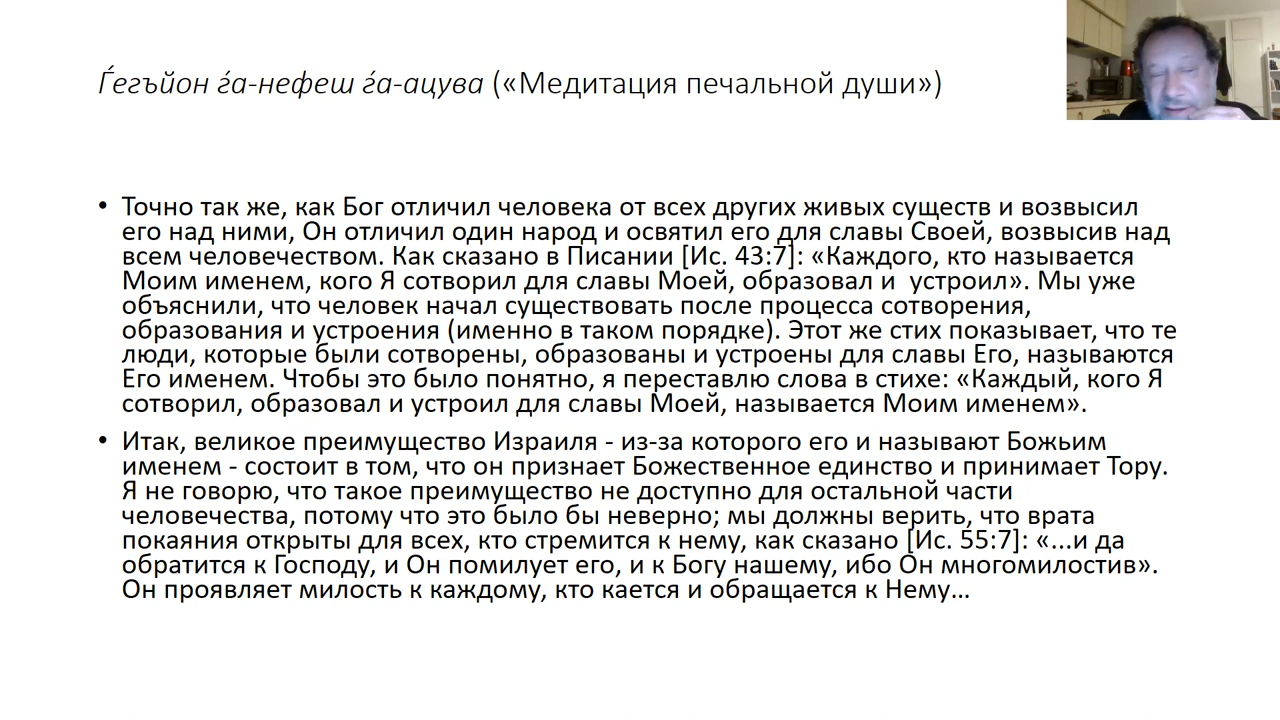 Ѓегъйон ѓа-нефеш ѓа-ацува («Медитация печальной души»)
• Точно так же, как Бог отличил человека от всех других живых существ и возвысил
его над ними, Он отличил один народ и освятил его для славы Своей, возвысив над
всем человечеством. Как сказано в Писании [Ис. 43:7]: «Каждого, кто называется
Моим именем, кого Я сотворил для славы Моей, образовал и  устроил». Мы уже
объяснили, что человек начал существовать после процесса сотворения,
образования и устроения (именно в таком порядке). Этот же стих показывает, что те
люди, которые были сотворены, образованы и устроены для славы Его, называются
Его именем. Чтобы это было понятно, я переставлю слова в стихе: «Каждый, кого Я
сотворил, образовал и устроил для славы Моей, называется Моим именем».
• Итак, великое преимущество Израиля - из-за которого его и называют Божьим
именем - состоит в том, что он признает Божественное единство и принимает Тору.
Я не говорю, что такое преимущество не доступно для остальной части
человечества, потому что это было бы неверно; мы должны верить, что врата
покаяния открыты для всех, кто стремится к нему, как сказано [Ис. 55:7]: «...и да
обратится к Господу, и Он помилует его, и к Богу нашему, ибо Он многомилостив».
Он проявляет милость к каждому, кто кается и обращается к Нему…